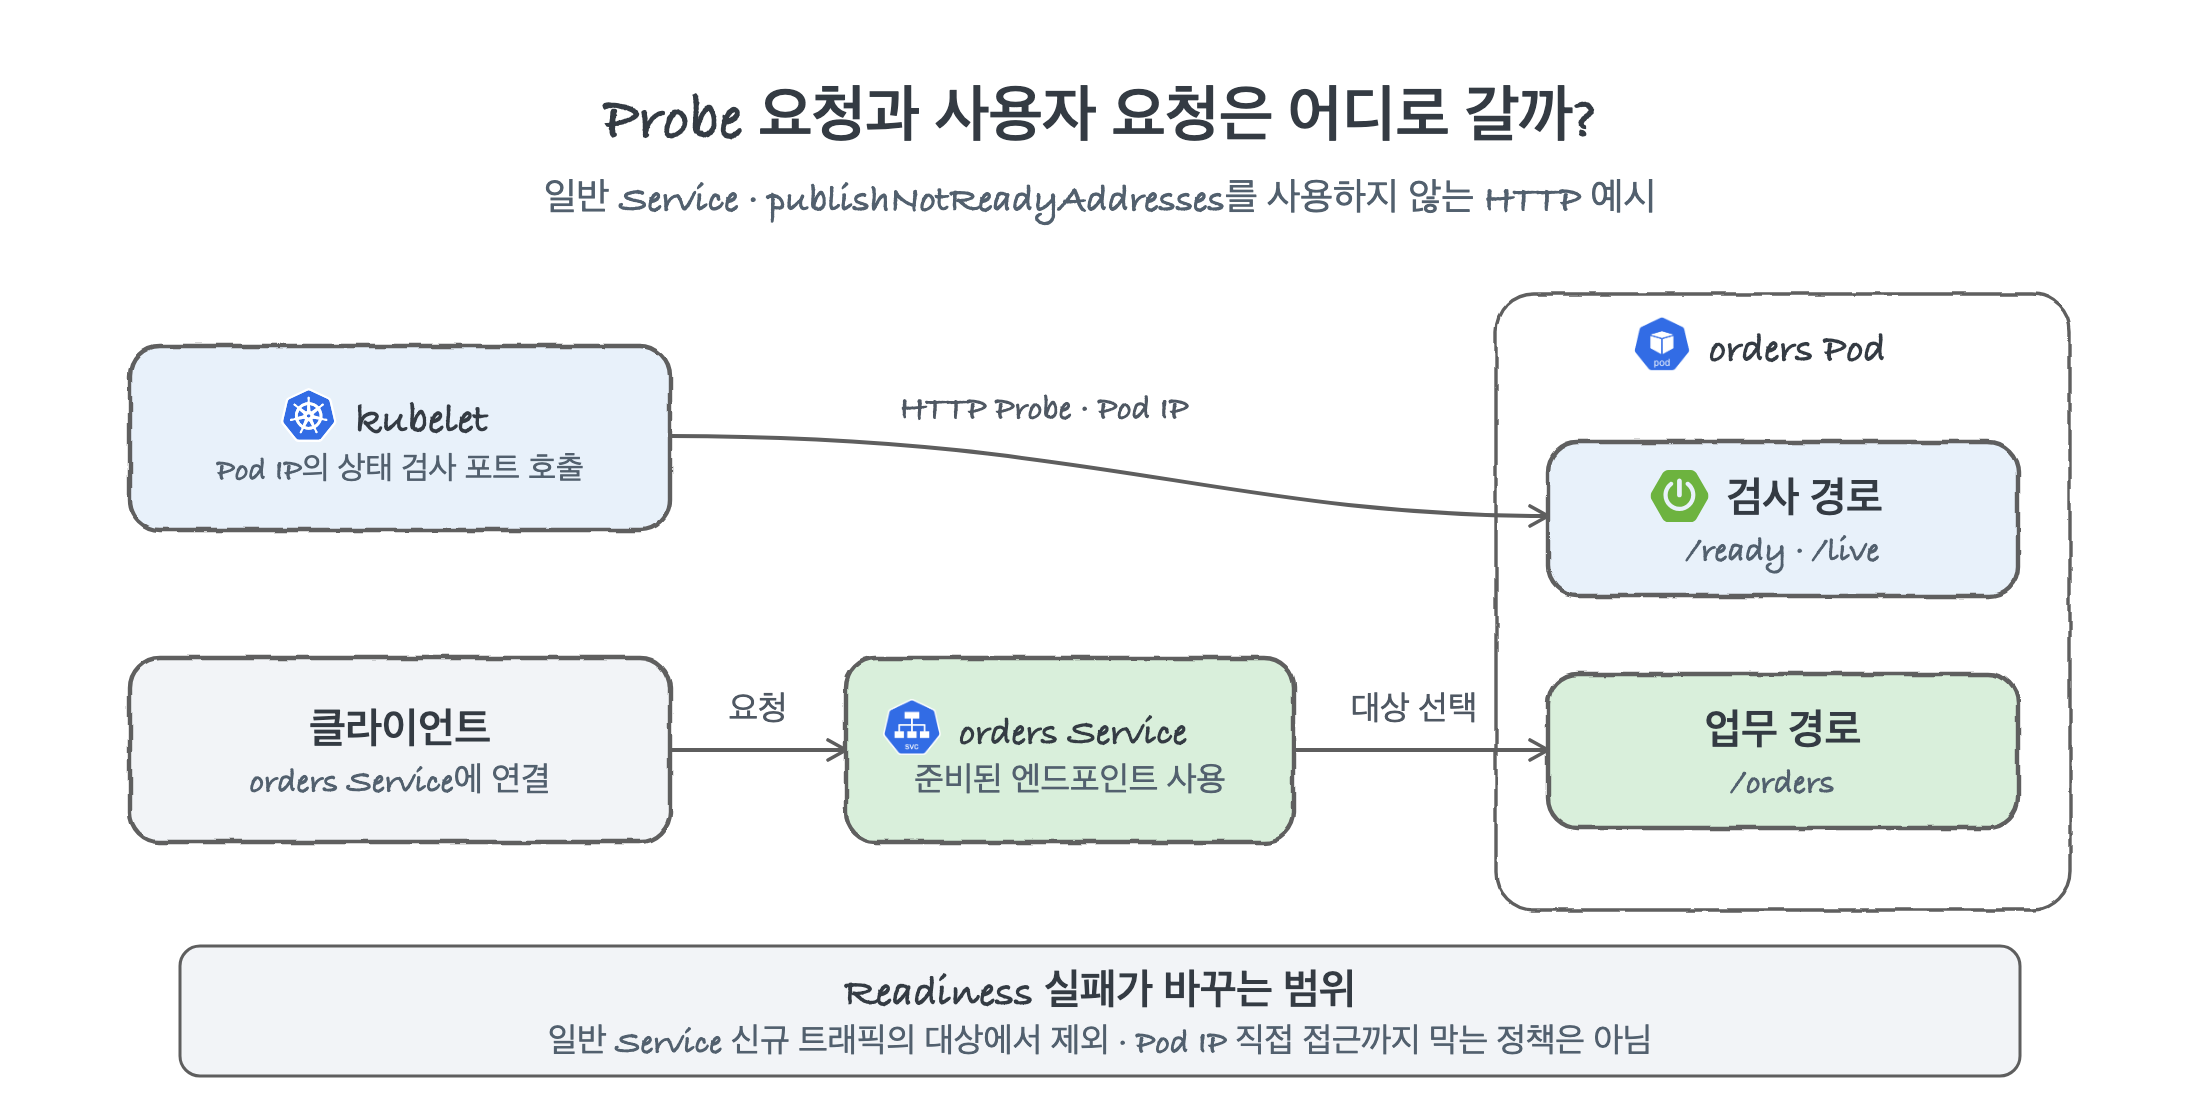 Probe 요청과 사용자 요청은 어디로 갈까?
일반 Service · publishNotReadyAddresses를 사용하지 않는 HTTP 예시
kubelet
Pod IP의 상태 검사 포트 호출
HTTP Probe · Pod IP
pod
orders Pod
검사 경로
/ready · /live
클라이언트
orders Service에 연결
요청
svc
orders Service
준비된 엔드포인트 사용
대상 선택
업무 경로
/orders
Readiness 실패가 바꾸는 범위
일반 Service 신규 트래픽의 대상에서 제외 · Pod IP 직접 접근까지 막는 정책은 아님